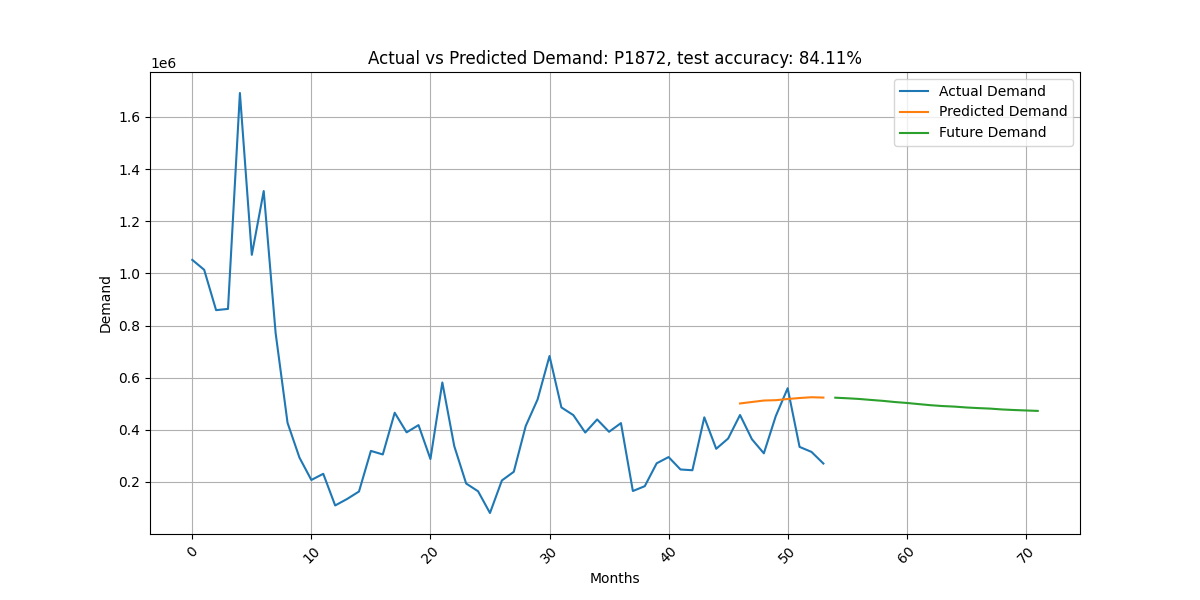 Actual vs Predicted Demand: P1872, test accuracy: 84.11%
1e6
Actual Demand
Predicted Demand
Future Demand
1.6
1.4
1.2
1.0
0.8
0.6
0.4
0.2
Demand
0 10 20 30 40 50 60 70
Months